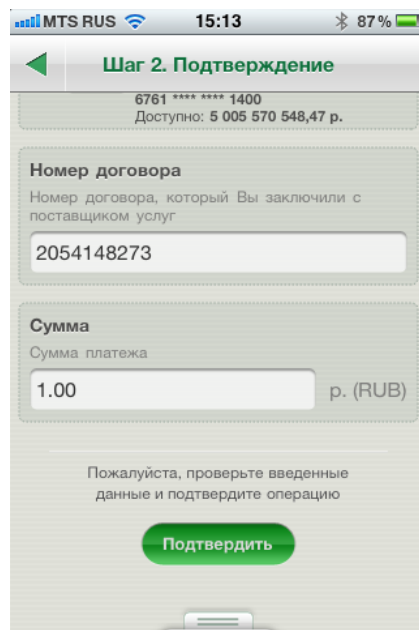 MTS RUS 15:13 87%
Шаг 2. Подтверждение
6761 **** **** 1400
Доступно: 5 005 570 548,47 р.
Номер договора
Номер договора, который Вы заключили с
поставщиком услуг
2054148273
Сумма
Сумма платежа
1.00 р. (RUB)
Пожалуйста, проверьте введенные
данные и подтвердите операцию
Подтвердить